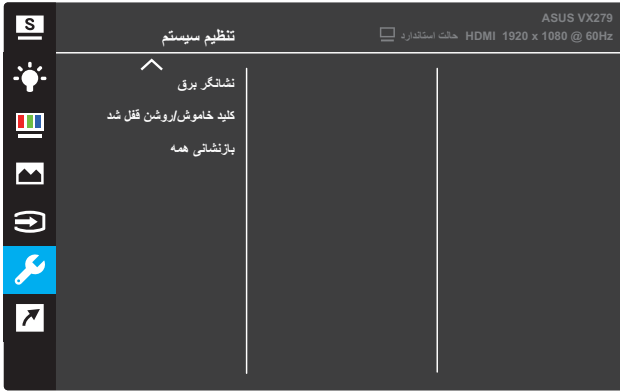 S
ASUS VX279
تنظیم سیستم
حالت استاندارد HDMI 1920 x 1080 @ 60Hz
نشانگر برق
کلید خاموش/روشن قفل شد
بازنشانی همه